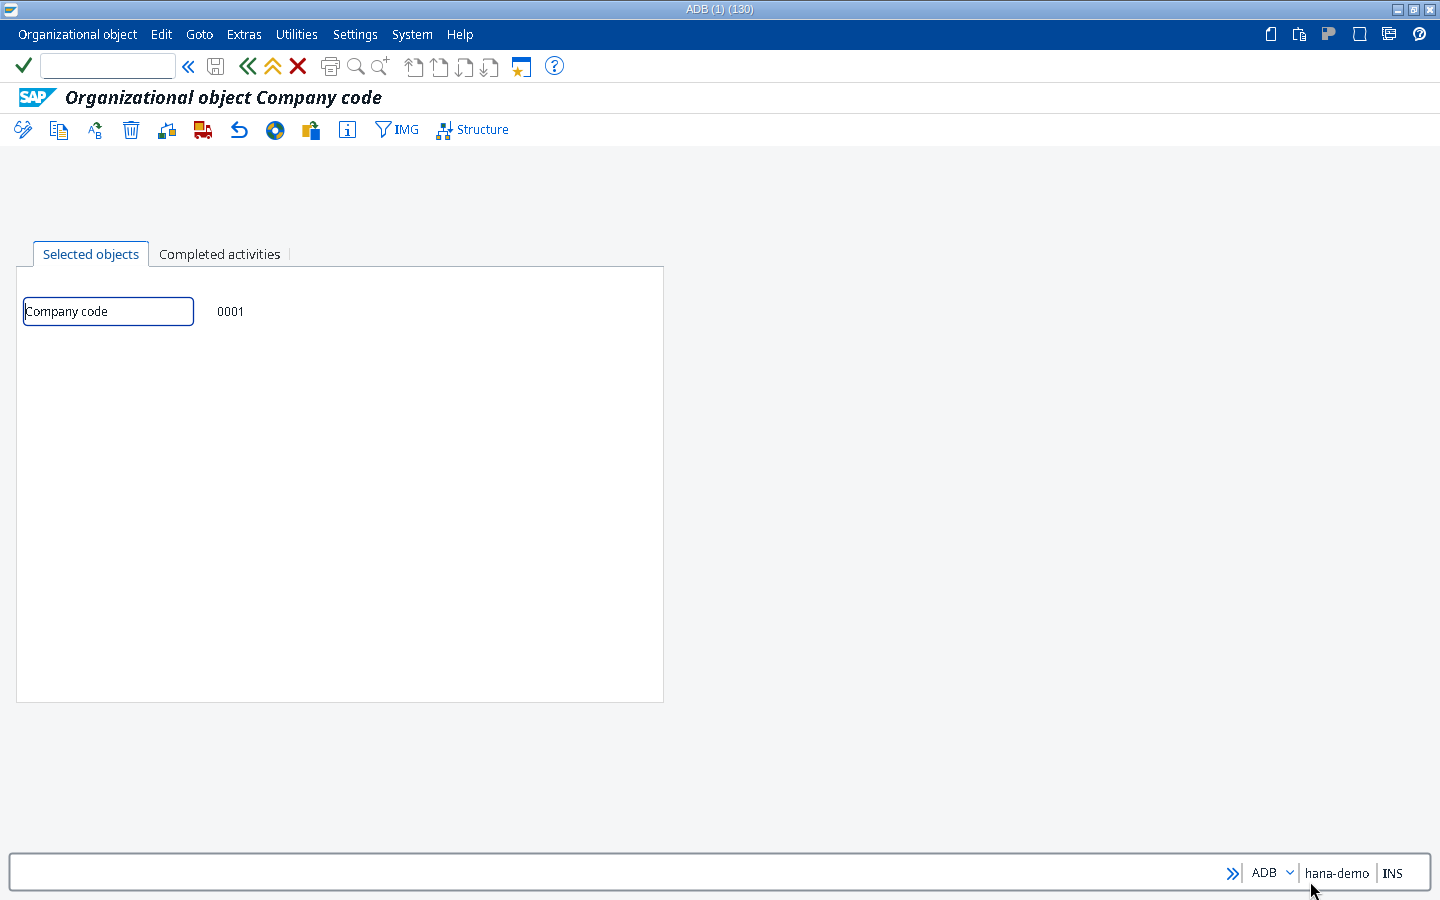 ADB (1) (130)
Organizational object Edit Goto Extras Utilities Settings System Help
SAP Organizational object Company code
IMG Structure
Selected objects Completed activities
Company code 0001
ADB hana-demo INS